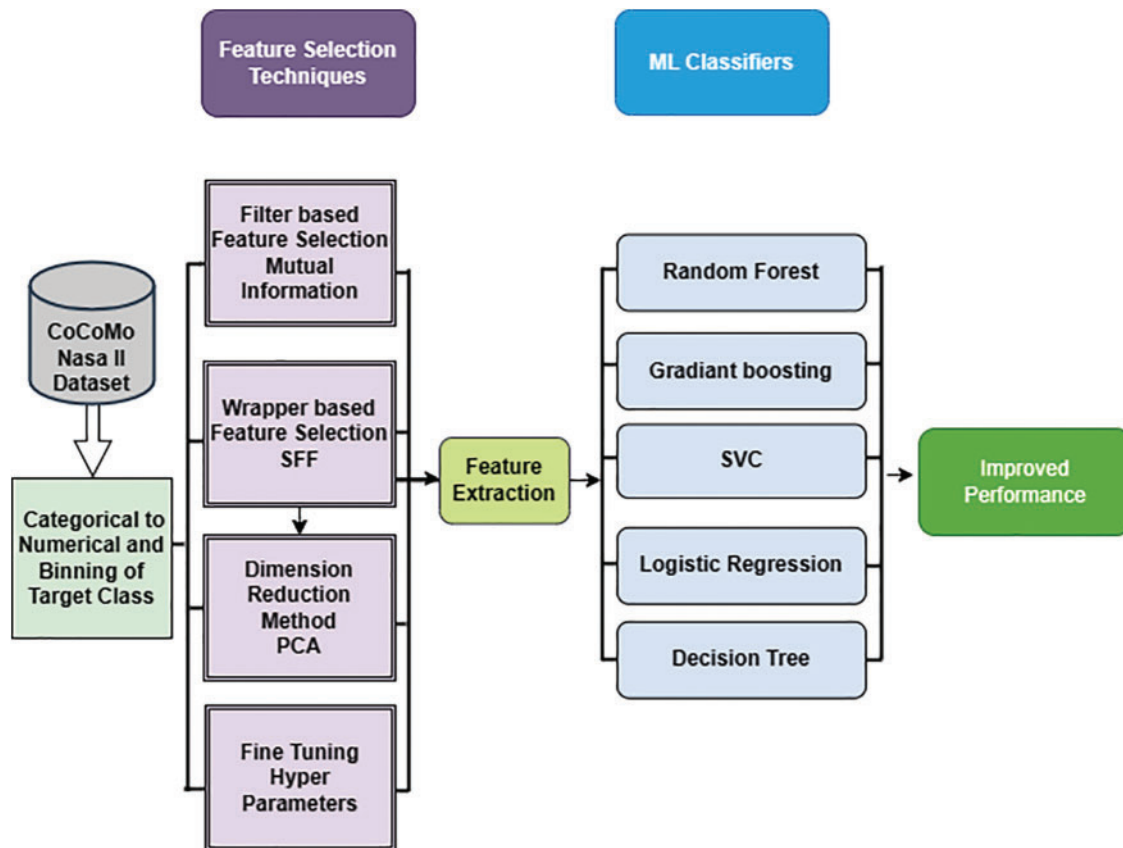 Feature Selection
Techniques
ML Classifiers
Filter based
Feature Selection
Mutual
Information
CoCoMo
Nasa II
Dataset
Wrapper based
Feature Selection
SFF
Categorical to
Numerical and
Binning of
Target Class
Dimension
Reduction
Method
PCA
Fine Tuning
Hyper
Parameters
Feature
Extraction
Random Forest
Gradiant boosting
SVC
Logistic Regression
Decision Tree
Improved
Performance